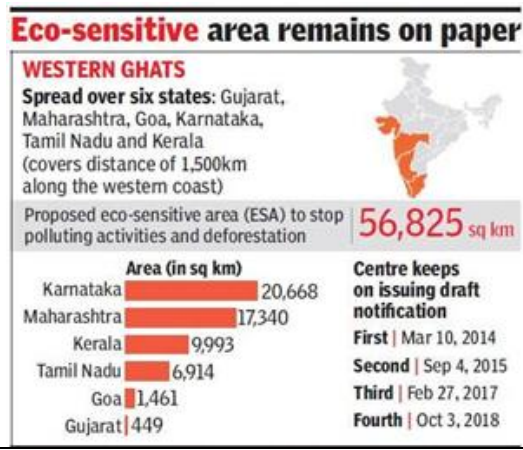 Eco-sensitive area remains on paper
WESTERN GHATS
Spread over six states: Gujarat,
Maharashtra, Goa, Karnataka,
Tamil Nadu and Kerala
(covers distance of 1,500km
along the western coast)
Proposed eco-sensitive area (ESA) to stop
polluting activities and deforestation
56,825 sq km
Area (in sq km)
Karnataka 20,668
Maharashtra 17,340
Kerala 9,993
Tamil Nadu 6,914
Goa 1,461
Gujarat 449
Centre keeps
on issuing draft
notification
First | Mar 10, 2014
Second | Sep 4, 2015
Third | Feb 27, 2017
Fourth | Oct 3, 2018